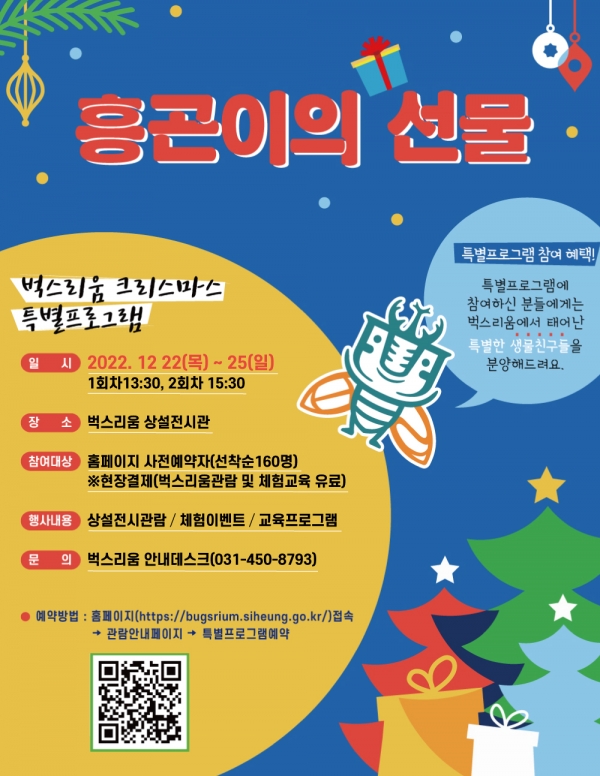 흥곤이의 선물
벅스리움 크리스마스
특별프로그램
일 시
2022. 12 22(목) ~ 25(일)
1회차13:30, 2회차 15:30
장 소
벅스리움 상설전시관
참여대상
홈페이지 사전예약자(선착순160명)
※현장결제(벅스리움관람 및 체험교육 유료)
행사내용
상설전시관람 / 체험이벤트 / 교육프로그램
문 의
벅스리움 안내데스크(031-450-8793)
● 예약방법 : 홈페이지(https://bugsrium.siheung.go.kr/)접속
→ 관람안내페이지 → 특별프로그램예약
특별프로그램 참여 혜택!
특별프로그램에
참여하신 분들에게는
벅스리움에서 태어난
특별한 생물친구들을
분양해드려요.